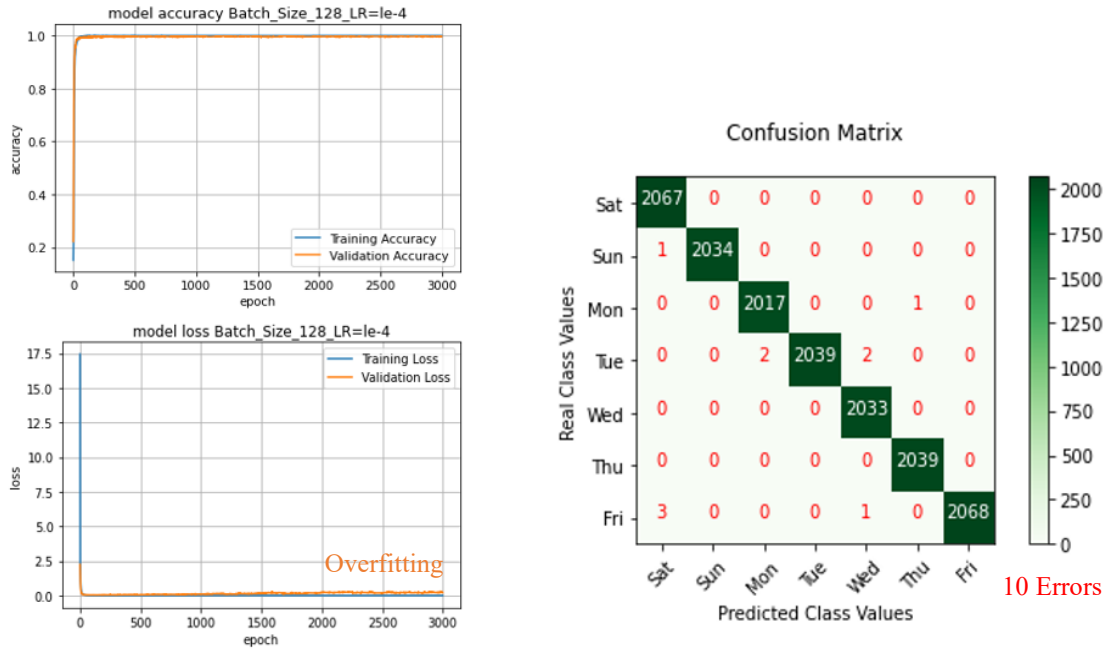 model accuracy Batch_Size_128_LR=le-4
1.0
0.8
0.6
0.4
0.2
accuracy
Training Accuracy
Validation Accuracy
0 500 1000 1500 2000 2500 3000
epoch
model loss Batch_Size_128_LR=le-4
17.5
15.0
12.5
10.0
7.5
5.0
2.5
0.0
loss
Training Loss
Validation Loss
Overfitting
0 500 1000 1500 2000 2500 3000
epoch
Confusion Matrix
Real Class Values
Sat 2067 0 0 0 0 0 0
Sun 1 2034 0 0 0 0 0
Mon 0 0 2017 0 0 1 0
Tue 0 0 2 2039 2 0 0
Wed 0 0 0 0 2033 0 0
Thu 0 0 0 0 0 2039 0
Fri 3 0 0 0 1 0 2068
Sat Sun Mon Tue Wed Thu Fri
Predicted Class Values
2000
1750
1500
1250
1000
750
500
250
0
10 Errors